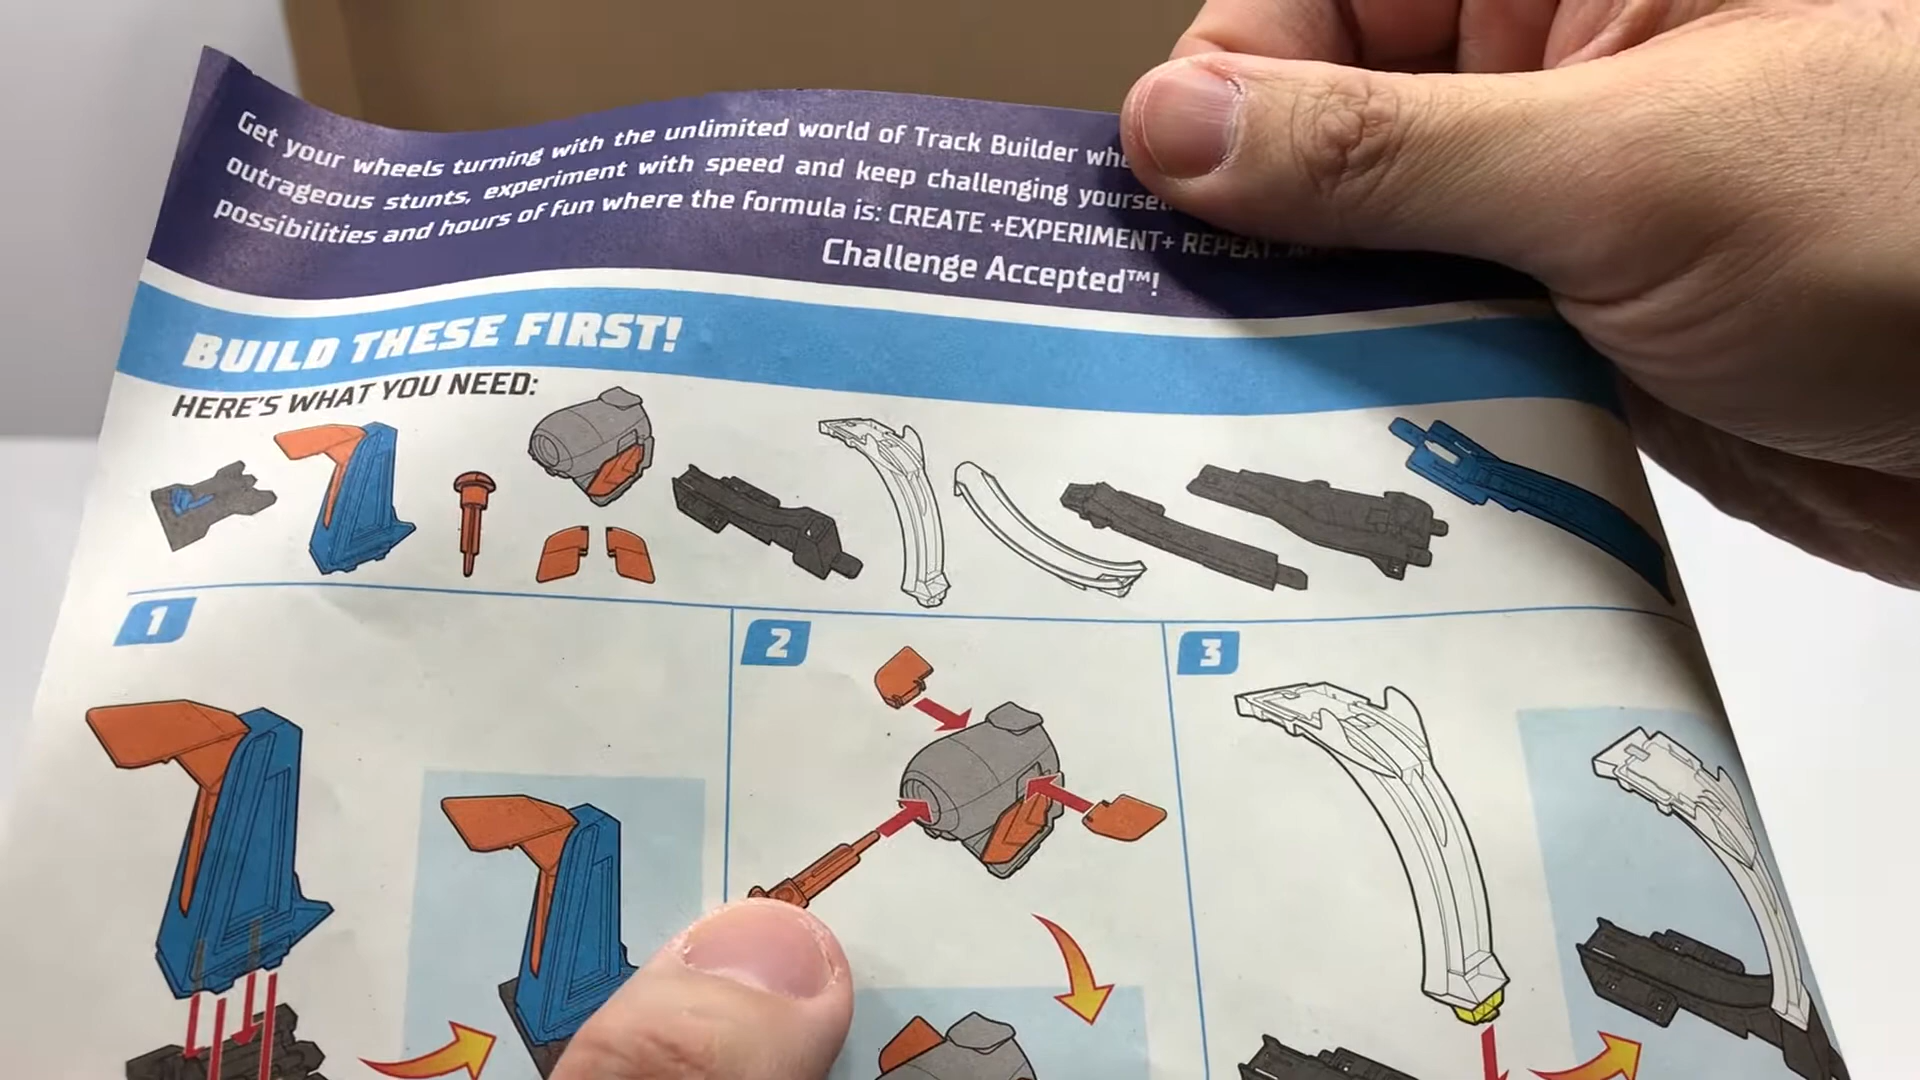 Get your wheels turning with the unlimited world of Track Builder
outrageous stunts, experiment with speed and keep challenging
possibilities and hours of fun where the formula is: CREATE +EXPERIMENT+ REPEAT.
Challenge Accepted™!
BUILD THESE FIRST!
HERE'S WHAT YOU NEED:
1
2
3